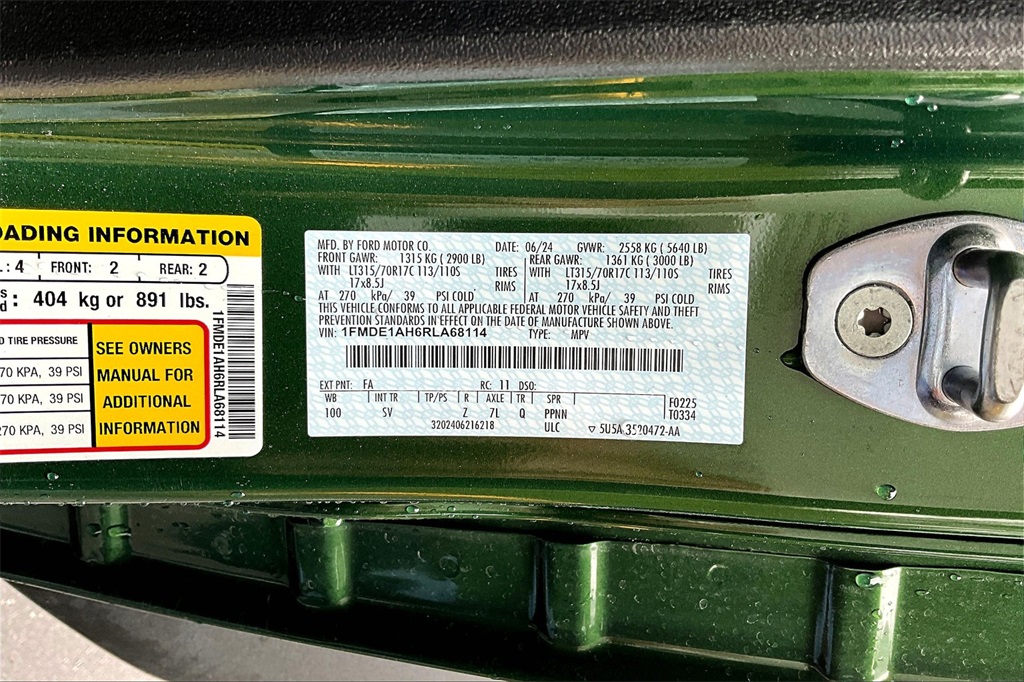 OADING INFORMATION
: 4 FRONT: 2 REAR: 2
: 404 kg or 891 lbs.
TIRE PRESSURE
70 KPA, 39 PSI
70 KPA, 39 PSI
270 KPA, 39 PSI
SEE OWNERS
MANUAL FOR
ADDITIONAL
INFORMATION
1FMDE1AH6RLA68114
MFD. BY FORD MOTOR CO. DATE: 06/24 GVWR: 2558 KG ( 5640 LB)
FRONT GAWR: 1315 KG ( 2900 LB) REAR GAWR: 1361 KG ( 3000 LB)
WITH LT315/70R17C 113/110S TIRES WITH LT315/70R17C 113/110S TIRES
17x8.5J RIMS 17x8.5J RIMS
AT 270 kPa/ 39 PSI COLD AT 270 kPa/ 39 PSI COLD
THIS VEHICLE CONFORMS TO ALL APPLICABLE FEDERAL MOTOR VEHICLE SAFETY AND THEFT
PREVENTION STANDARDS IN EFFECT ON THE DATE OF MANUFACTURE SHOWN ABOVE.
VIN: 1FMDE1AH6RLA68114 TYPE: MPV
EXT PNT: FA RC: 11 DSO:
WB INT TR TP/PS R AXLE TR SPR F0225
100 SV Z 7L Q PPNN T0334
3202406216218 ULC ▽ 5U5A-3520472-AA